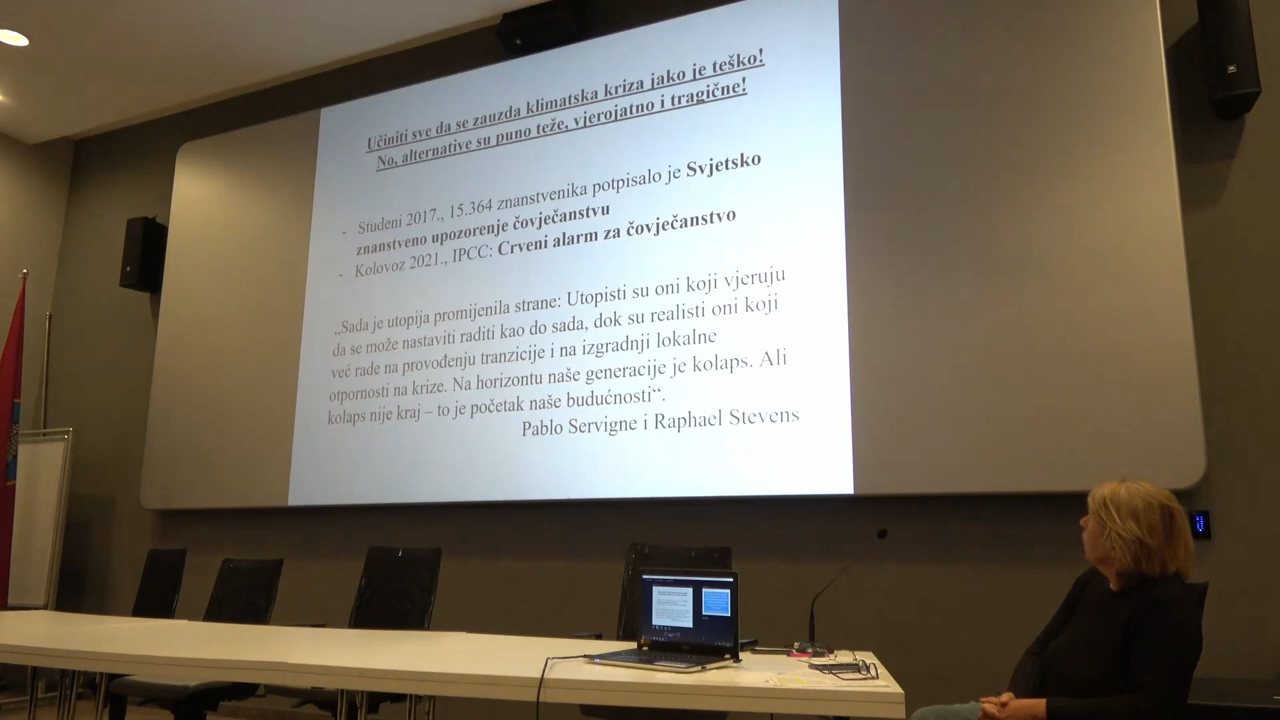 Učiniti sve da se zauzda klimatska kriza jako je teško!
No, alternative su puno teže, vjerojatno i tragične!
- Studeni 2017., 15.364 znanstvenika potpisalo je Svjetsko
znanstveno upozorenje čovječanstvu
- Kolovoz 2021., IPCC: Crveni alarm za čovječanstvo
„Sada je utopija promijenila strane: Utopisti su oni koji vjeruju
da se može nastaviti raditi kao do sada, dok su realisti oni koji
već rade na provođenju tranzicije i na izgradnji lokalne
otpornosti na krize. Na horizontu naše generacije je kolaps. Ali
kolaps nije kraj – to je početak naše budućnosti“.
Pablo Servigne i Raphael Stevens